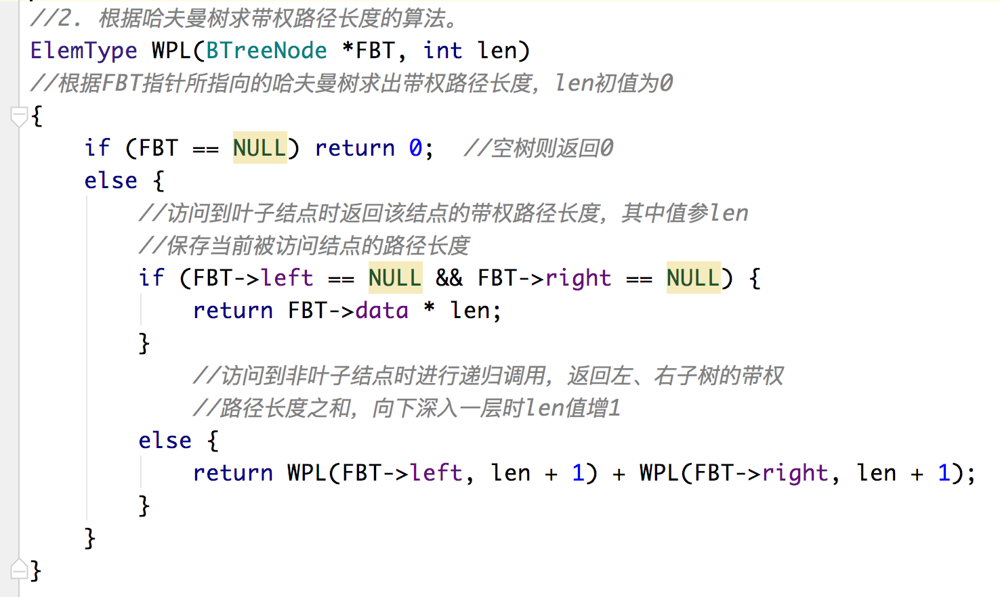 //2. 根据哈夫曼树求带权路径长度的算法。
ElemType WPL(BTreeNode *FBT, int len)
//根据FBT指针所指向的哈夫曼树求出带权路径长度，len初值为0
{
    if (FBT == NULL) return 0;  //空树则返回0
    else {
        //访问到叶子结点时返回该结点的带权路径长度，其中值参len
        //保存当前被访问结点的路径长度
        if (FBT->left == NULL && FBT->right == NULL) {
            return FBT->data * len;
        }
            //访问到非叶子结点时进行递归调用，返回左、右子树的带权
            //路径长度之和，向下深入一层时len值增1
        else {
            return WPL(FBT->left, len + 1) + WPL(FBT->right, len + 1);
        }
    }
}